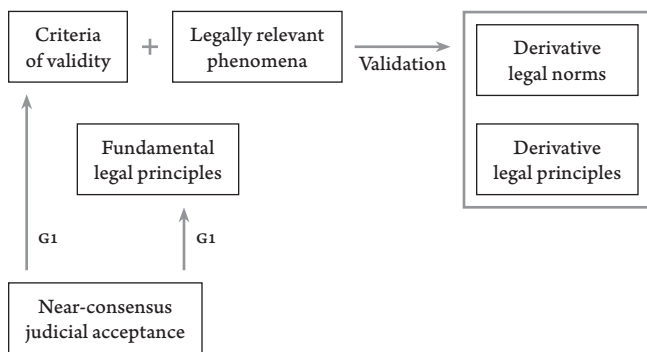 Criteria
of validity
+
Legally relevant
phenomena
Validation
Derivative
legal norms
Fundamental
legal principles
Derivative
legal principles
G1
G1
Near-consensus
judicial acceptance